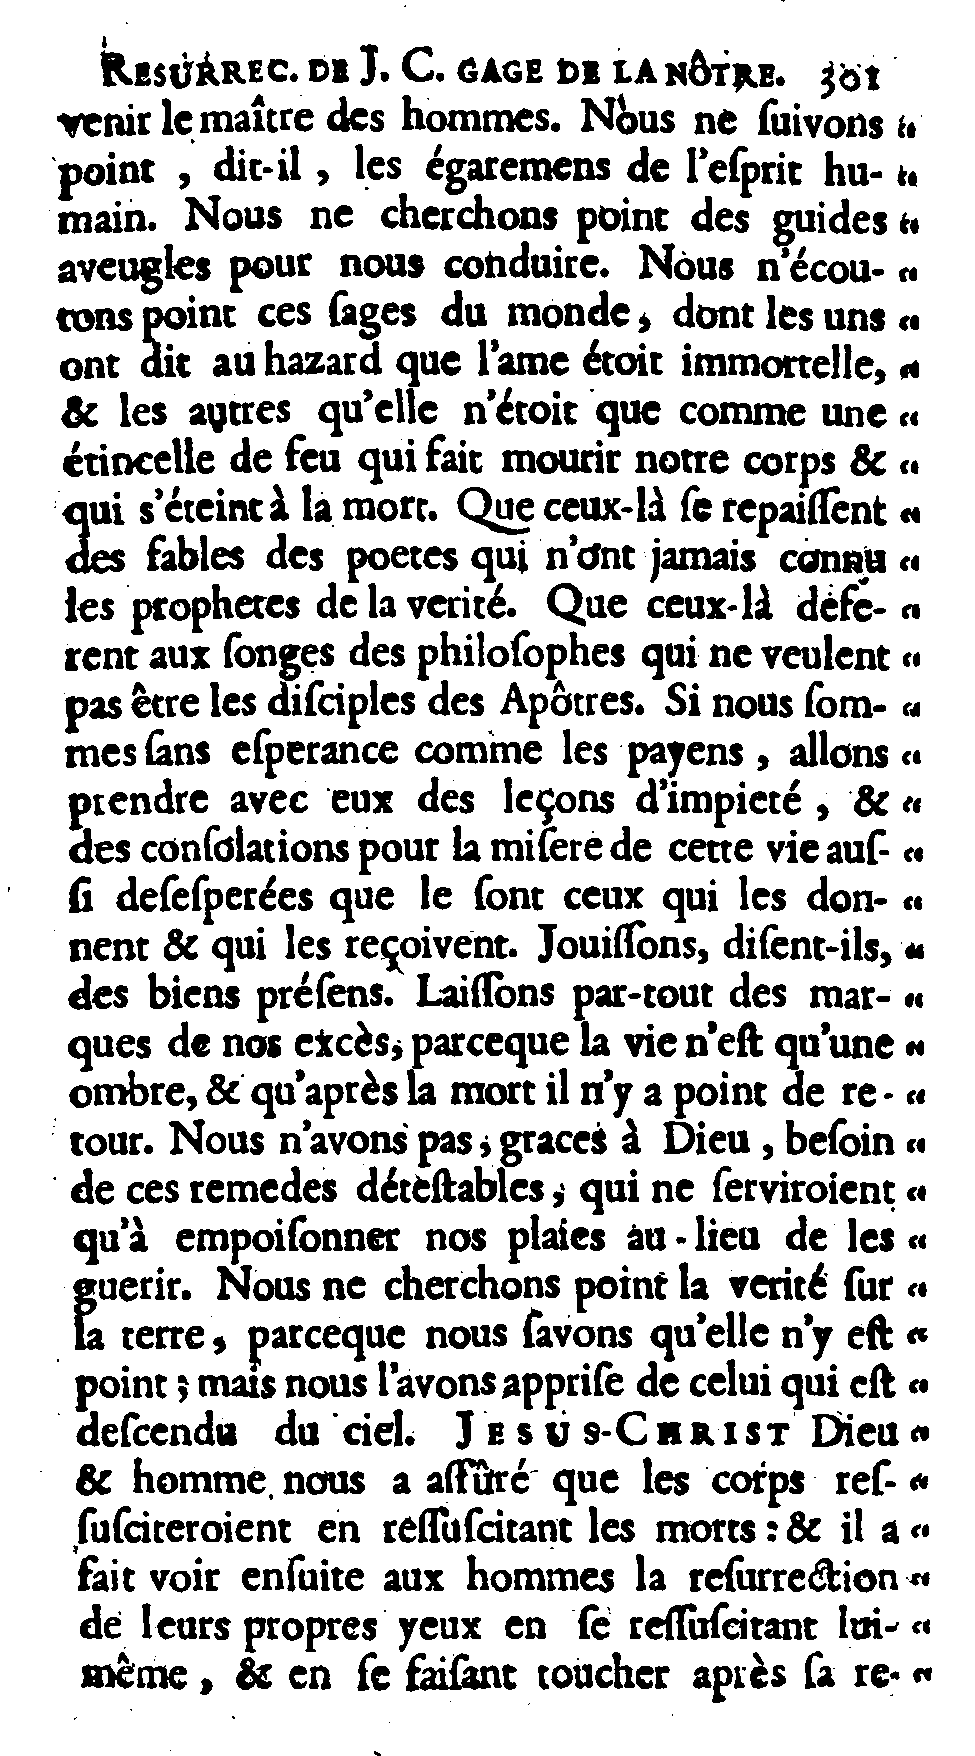 RESURREC. DE J. C. GAGE DE LA NÔTRE. 301
venir le maître des hommes. Nous ne ſuivons “
point , dit-il , les égaremens de l’eſprit hu- “
main. Nous ne cherchons point des guides “
aveugles pour nous conduire. Nous n’écou- “
tons point ces ſages du monde, dont les uns “
ont dit au hazard que l’ame étoit immortelle, “
& les autres qu’elle n’étoit que comme une “
étincelle de feu qui fait mourir notre corps & “
qui s’éteint à la mort. Que ceux-là ſe repaiſſent “
des fables des poetes qui n’ont jamais connu “
les prophetes de la verité. Que ceux-là défe- “
rent aux ſonges des philoſophes qui ne veulent “
pas être les diſciples des Apôtres. Si nous ſom- “
mes ſans eſperance comme les payens , allons “
prendre avec eux des leçons d’impieté , & “
des conſolations pour la miſere de cette vie auſ- “
ſi deſeſperées que le ſont ceux qui les don- “
nent & qui les reçoivent. Jouiſſons, diſent-ils, “
des biens préſens. Laiſſons par-tout des mar- “
ques de nos excès, parceque la vie n’eſt qu’une “
ombre, & qu’après la mort il n’y a point de re- “
tour. Nous n’avons pas, graces à Dieu , beſoin “
de ces remedes déteſtables, qui ne ſerviroient “
qu’à empoiſonner nos plaies au-lieu de les “
guerir. Nous ne cherchons point la verité ſur “
la terre, parceque nous ſavons qu’elle n’y eſt “
point ; mais nous l’avons appriſe de celui qui eſt “
deſcendu du ciel. JESUS-CHRIST Dieu “
& homme nous a aſſûré que les corps reſ- “
ſuſciteroient en reſſuſcitant les morts : & il a “
fait voir enſuite aux hommes la reſurrection “
de leurs propres yeux en ſe reſſuſcitant lui- “
même , & en ſe faiſant toucher après ſa re- “